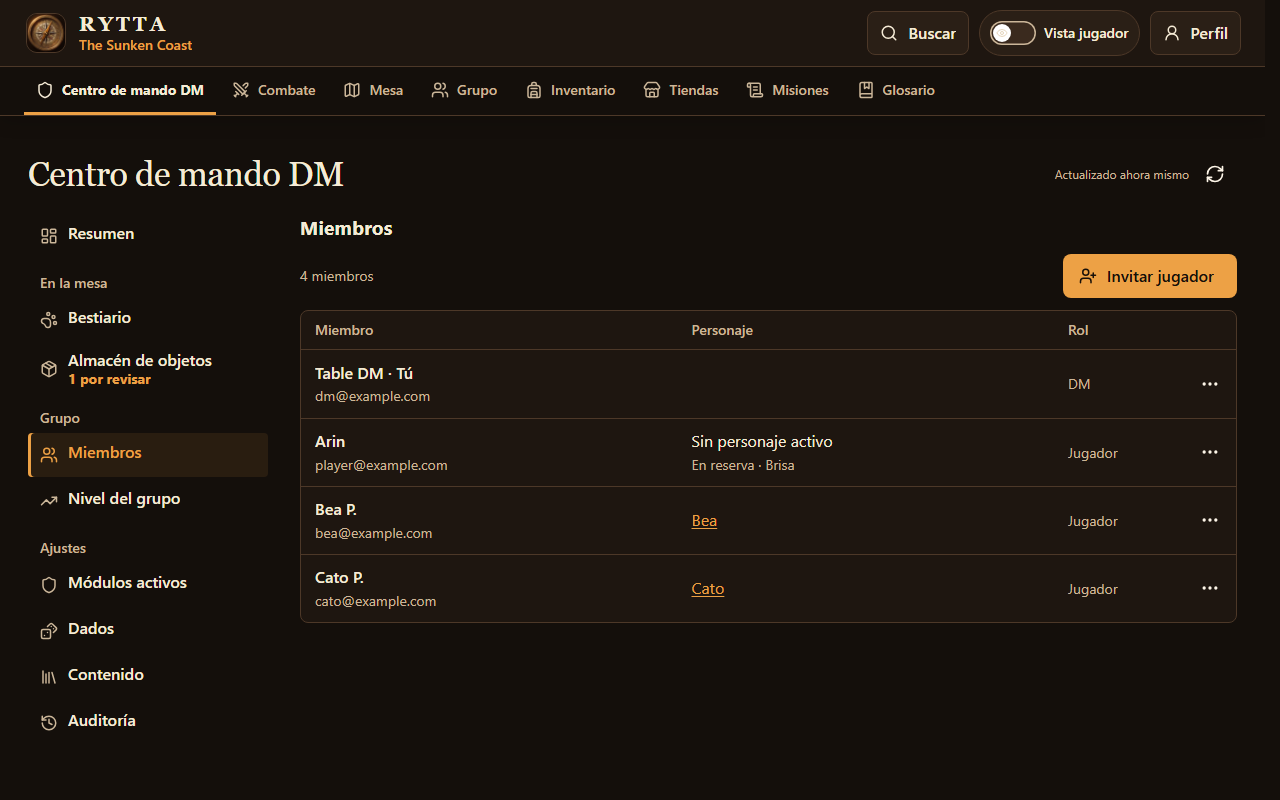 RYTTA
The Sunken Coast
Buscar
Vista jugador
Perfil
Centro de mando DM
Combate
Mesa
Grupo
Inventario
Tiendas
Misiones
Glosario
Centro de mando DM
Actualizado ahora mismo
Resumen
En la mesa
Bestiario
Almacén de objetos
1 por revisar
Grupo
Miembros
Nivel del grupo
Ajustes
Módulos activos
Dados
Contenido
Auditoría
Miembros
4 miembros
Invitar jugador
Miembro Personaje Rol
Table DM · Tú
dm@example.com
DM
Arin
player@example.com
Sin personaje activo
En reserva · Brisa
Jugador
Bea P.
bea@example.com
Bea
Jugador
Cato P.
cato@example.com
Cato
Jugador